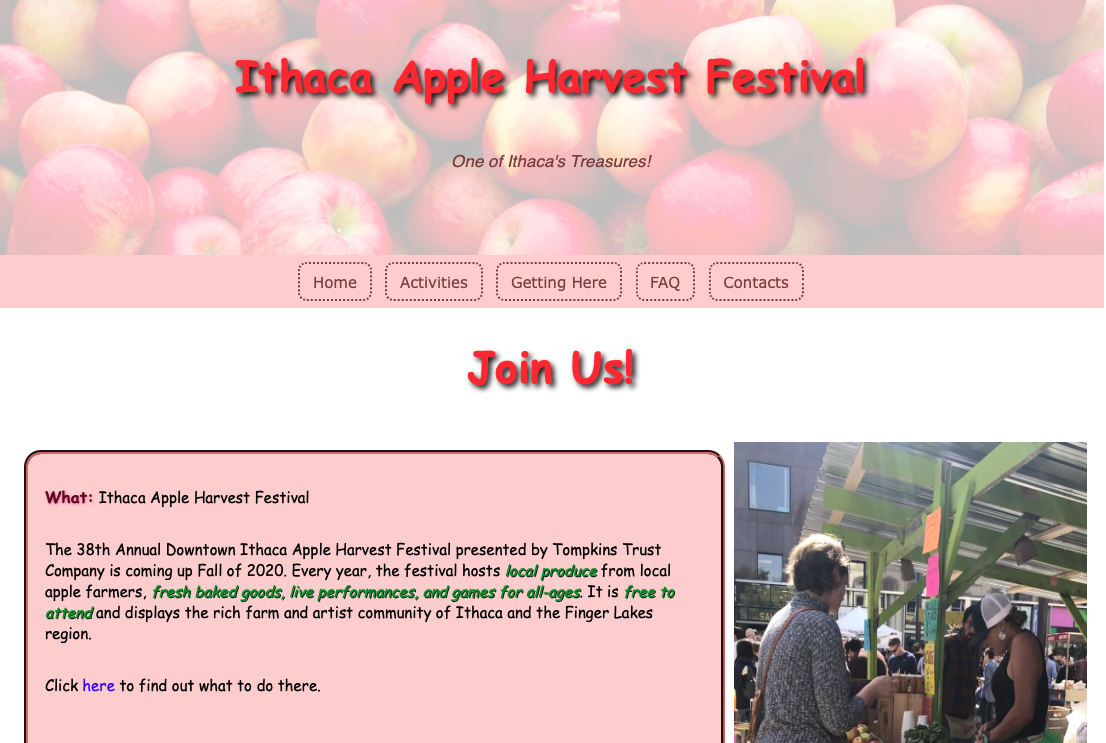 Ithaca Apple Harvest Festival
One of Ithaca's Treasures!
Home Activities Getting Here FAQ Contacts
Join Us!
What: Ithaca Apple Harvest Festival
The 38th Annual Downtown Ithaca Apple Harvest Festival presented by Tompkins Trust
Company is coming up Fall of 2020. Every year, the festival hosts local produce from local
apple farmers, fresh baked goods, live performances, and games for all-ages. It is free to
attend and displays the rich farm and artist community of Ithaca and the Finger Lakes
region.
Click here to find out what to do there.